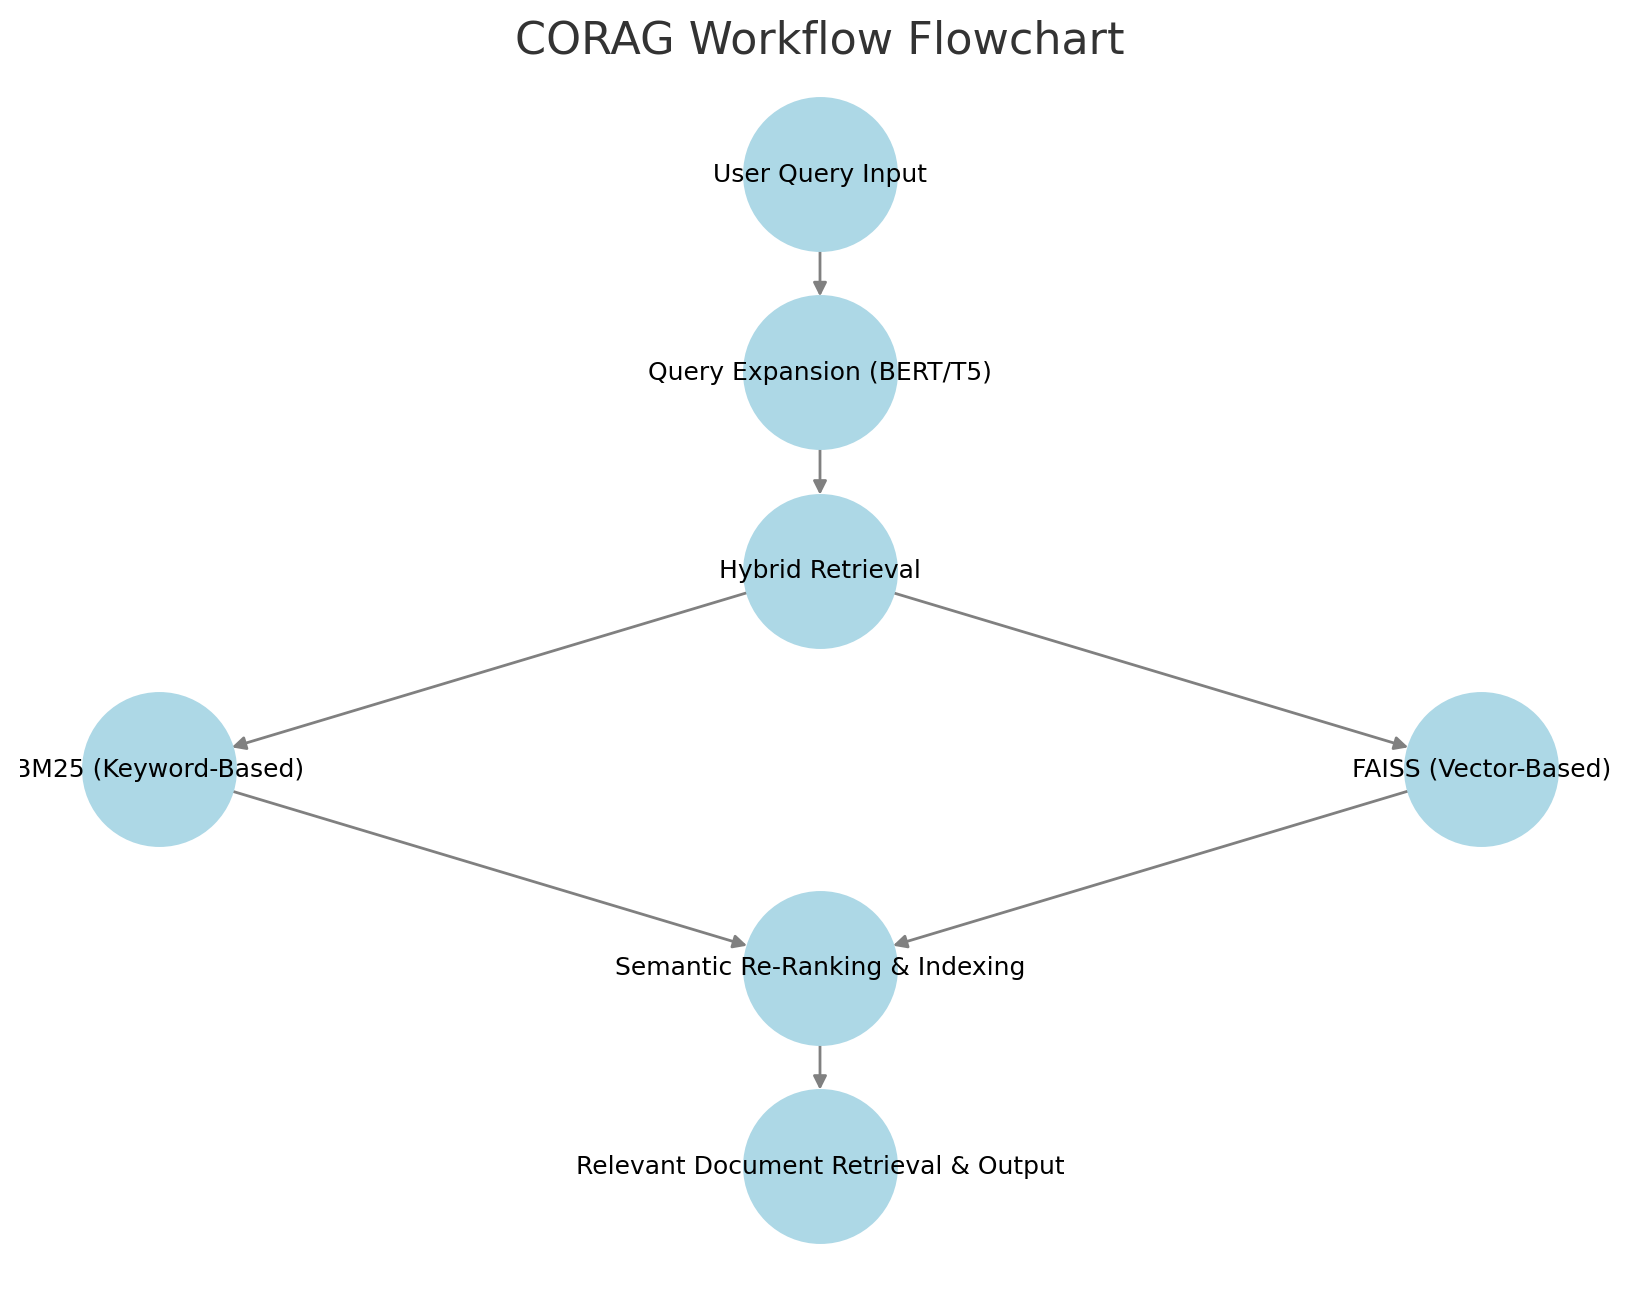 CORAG Workflow Flowchart
User Query Input
Query Expansion (BERT/T5)
Hybrid Retrieval
BM25 (Keyword-Based)
FAISS (Vector-Based)
Semantic Re-Ranking & Indexing
Relevant Document Retrieval & Output